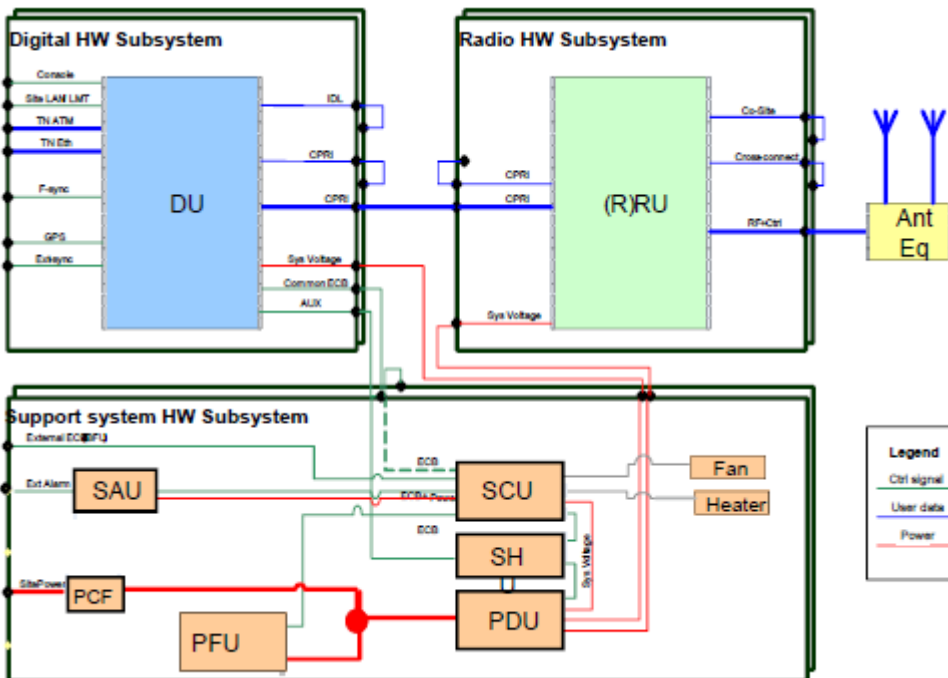 Digital HW Subsystem
Console
Site LAN/ LMT
TN ATM
TN Eth
F-sync
GPS
Ext-sync
DU
IDL
CPRI
CPRI
Sys Voltage
Common ECB
AUX
Radio HW Subsystem
CPRI
CPRI
Sys Voltage
(R)RU
Co-Site
Cross-connect
RF+Ctrl
Ant
Eq
Support system HW Subsystem
Ext Alarm
SAU
ECB
ECB+ Power
ECB
SCU
Fan
Heater
SH
Sys Voltage
SitePower
PCF
PFU
PDU
Legend
Ctrl signal
User data
Power